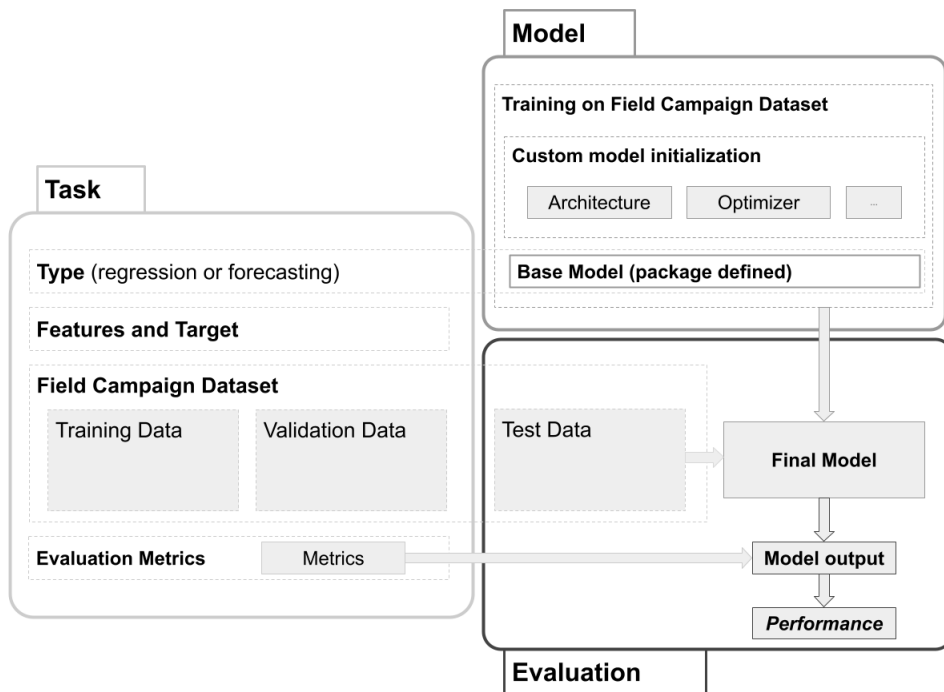 Model
Training on Field Campaign Dataset
Custom model initialization
Architecture
Optimizer
...
Base Model (package defined)
Task
Type (regression or forecasting)
Features and Target
Field Campaign Dataset
Training Data
Validation Data
Test Data
Final Model
Evaluation Metrics
Metrics
Model output
Performance
Evaluation